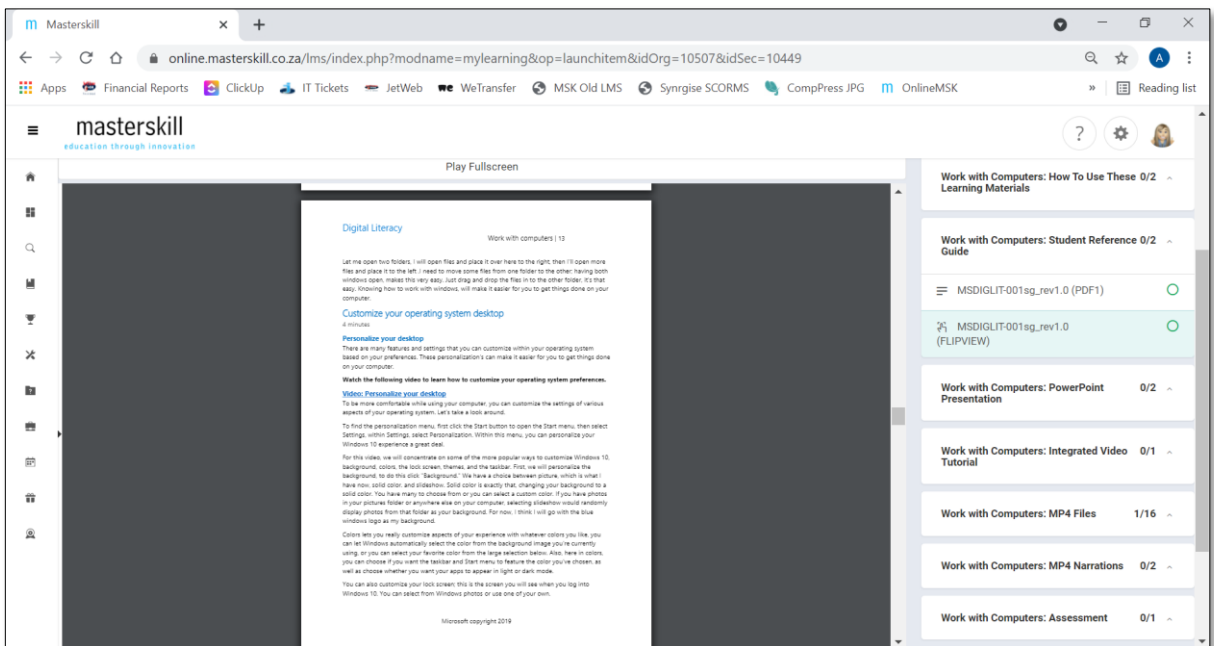 Masterskill
online.masterskill.co.za/lms/index.php?modname=mylearning&op=launchitem&idOrg=10507&idSec=10449
A
Apps Financial Reports ClickUp IT Tickets JetWeb we WeTransfer MSK Old LMS Synrgise SCORMS CompPress JPG m OnlineMSK » Reading list
masterskill
education through innovation
?
Play Fullscreen
Digital Literacy
Work with computers | 13
Let me open two folders, I will open files and place it over here to the right, then I'll open more
files and place it to the left .I need to move some files from one folder to the other: having both
windows open, makes this very easy. Just drag and drop the files in to the other folder. It's that
easy. Knowing how to work with windows, will make it easier for you to get things done on your
computer.
Customize your operating system desktop
4 minutes
Personalize your desktop
There are many features and settings that you can customize within your operating system
based on your preferences. These personalization's can make it easier for you to get things done
on your computer.
Watch the following video to learn how to customize your operating system preferences.
Video: Personalize your desktop
To be more comfortable while using your computer, you can customize the settings of various
aspects of your operating system. Let's take a look around.
To find the personalization menu, first click the Start button to open the Start menu, then select
Settings, within Settings, select Personalization. Within this menu, you can personalize your
Windows 10 experience a great deal.
For this video, we will concentrate on some of the more popular ways to customize Windows 10,
background, colors, the lock screen, themes, and the taskbar. First, we will personalize the
background, to do this click "Background." We have a choice between picture, which is what I
have now, solid color, and slideshow. Solid color is exactly that, changing your background to a
solid color. You have many to choose from or you can select a custom color. If you have photos
in your pictures folder or anywhere else on your computer, selecting slideshow would randomly
display photos from that folder as your background. For now, I think I will go with the blue
windows logo as my background.
Colors lets you really customize aspects of your experience with whatever colors you like, you
can let Windows automatically select the color from the background image you're currently
using, or you can select your favorite color from the large selection below. Also, here in colors,
you can choose if you want the taskbar and Start menu to feature the color you've chosen, as
well as choose whether you want your apps to appear in light or dark mode.
You can also customize your lock screen; this is the screen you will see when you log into
Windows 10. You can select from Windows photos or use one of your own.
Microsoft copyright 2019
Work with Computers: How To Use These 0/2
Learning Materials
Work with Computers: Student Reference 0/2
Guide
MSDIGLIT-001sg_rev1.0 (PDF1)
MSDIGLIT-001sg_rev1.0
(FLIPVIEW)
Work with Computers: PowerPoint 0/2
Presentation
Work with Computers: Integrated Video 0/1
Tutorial
Work with Computers: MP4 Files 1/16
Work with Computers: MP4 Narrations 0/2
Work with Computers: Assessment 0/1